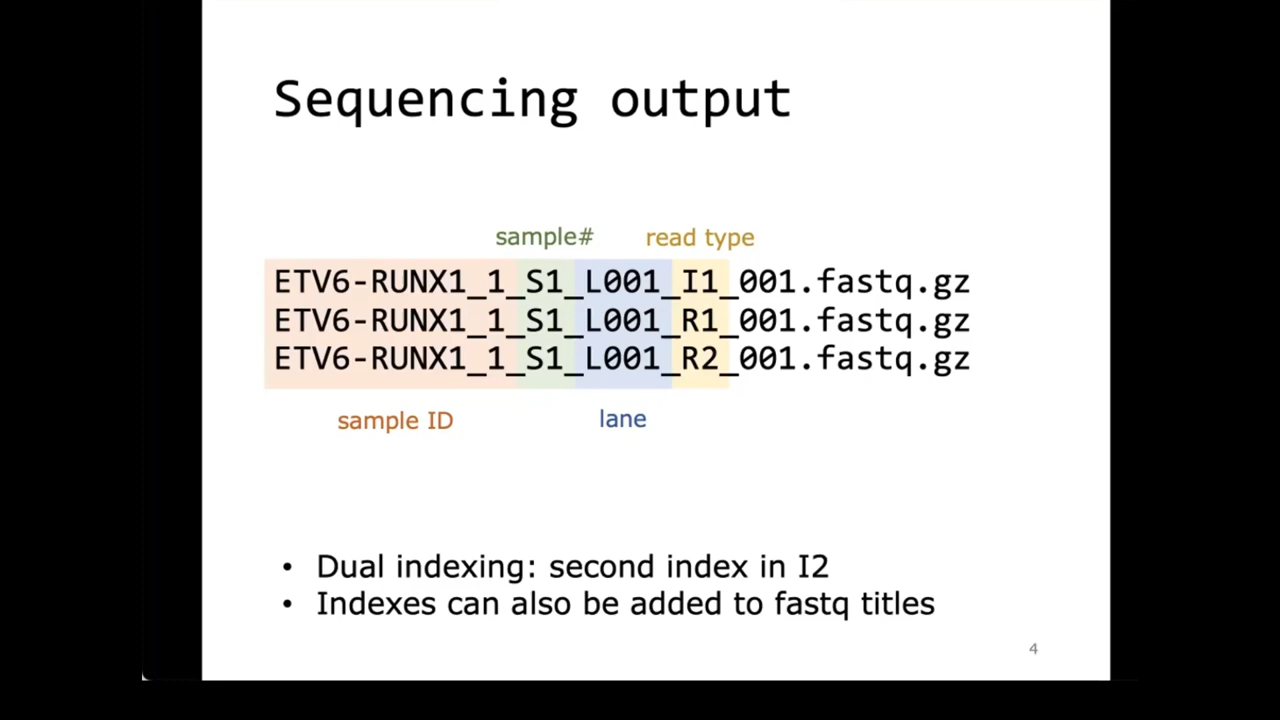 Sequencing output
sample# read type
ETV6-RUNX1_1_S1_L001_I1_001.fastq.gz
ETV6-RUNX1_1_S1_L001_R1_001.fastq.gz
ETV6-RUNX1_1_S1_L001_R2_001.fastq.gz
sample ID lane
• Dual indexing: second index in I2
• Indexes can also be added to fastq titles
4